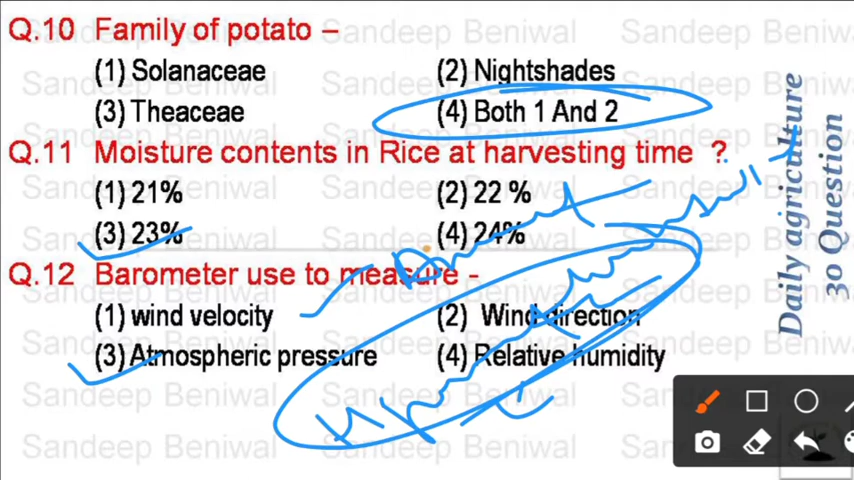 Q.10 Family of potato –
(1) Solanaceae (2) Nightshades
(3) Theaceae (4) Both 1 And 2
Q.11 Moisture contents in Rice at harvesting time ?
(1) 21% (2) 22 %
(3) 23% (4) 24%
Q.12 Barometer use to measure -
(1) wind velocity (2) Wind direction
(3) Atmospheric pressure (4) Relative humidity
Daily agriculture
30 Question
Sandeep Beniwal